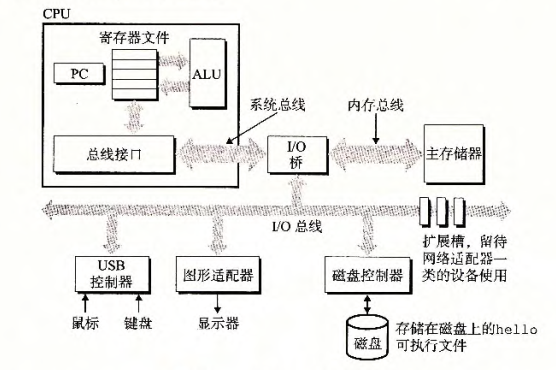 CPU
寄存器文件
PC
ALU
系统总线
内存总线
总线接口
I/O
桥
主存储器
I/O 总线
扩展槽，留待
网络适配器一
类的设备使用
USB
控制器
图形适配器
磁盘控制器
鼠标
键盘
显示器
磁盘
存储在磁盘上的hello
可执行文件